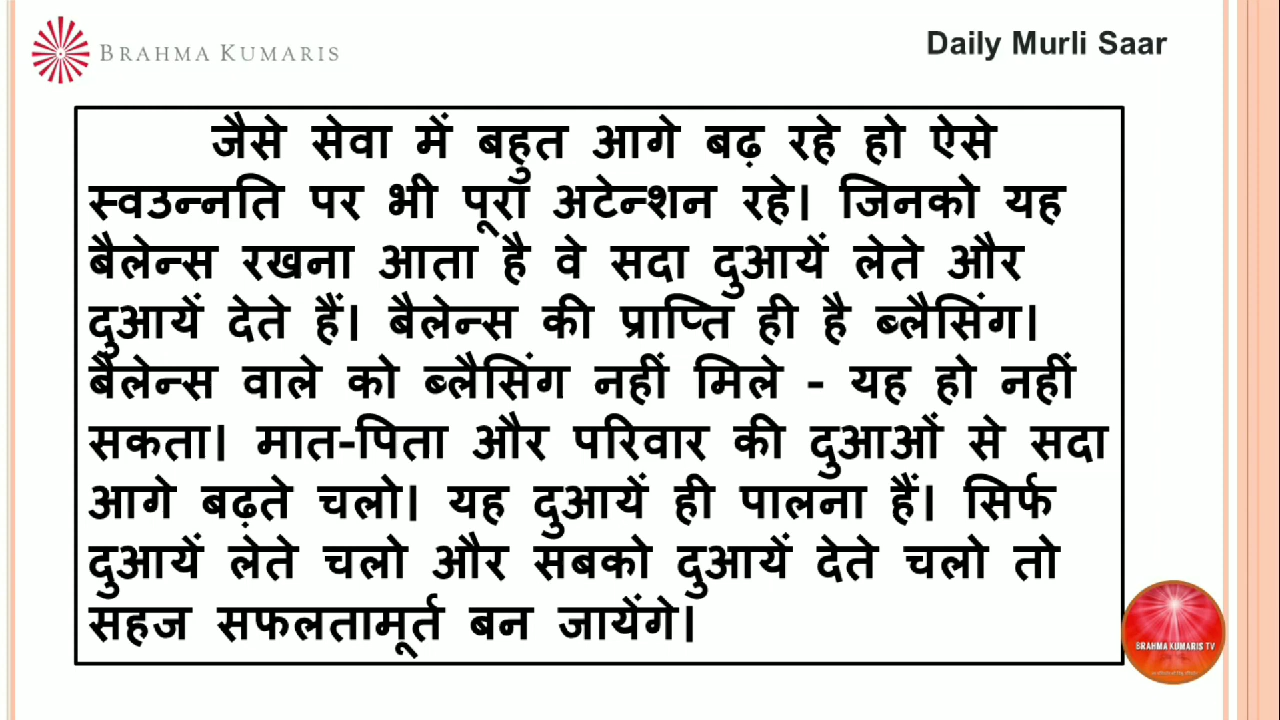 BRAHMA KUMARIS
Daily Murli Saar
जैसे सेवा में बहुत आगे बढ़ रहे हो ऐसे
स्वउन्नति पर भी पूरा अटेन्शन रहे। जिनको यह
बैलेन्स रखना आता है वे सदा दुआयें लेते और
दुआयें देते हैं। बैलेन्स की प्राप्ति ही है ब्लैसिंग।
बैलेन्स वाले को ब्लैसिंग नहीं मिले - यह हो नहीं
सकता। मात-पिता और परिवार की दुआओं से सदा
आगे बढ़ते चलो। यह दुआयें ही पालना हैं। सिर्फ
दुआयें लेते चलो और सबको दुआयें देते चलो तो
सहज सफलतामूर्त बन जायेंगे।
BRAHMA KUMARIS TV